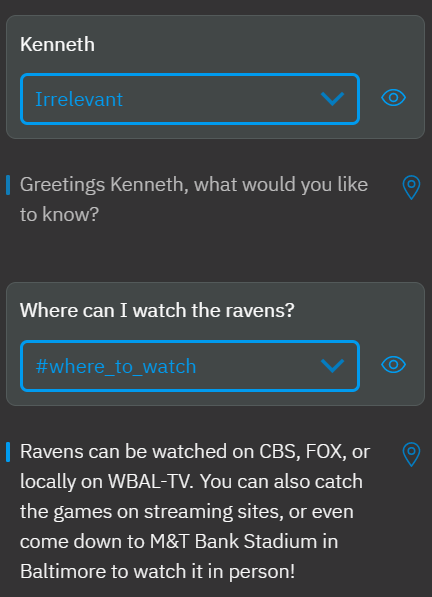 Kenneth
Irrelevant
Greetings Kenneth, what would you like
to know?
Where can I watch the ravens?
#where_to_watch
Ravens can be watched on CBS, FOX, or
locally on WBAL-TV. You can also catch
the games on streaming sites, or even
come down to M&T Bank Stadium in
Baltimore to watch it in person!